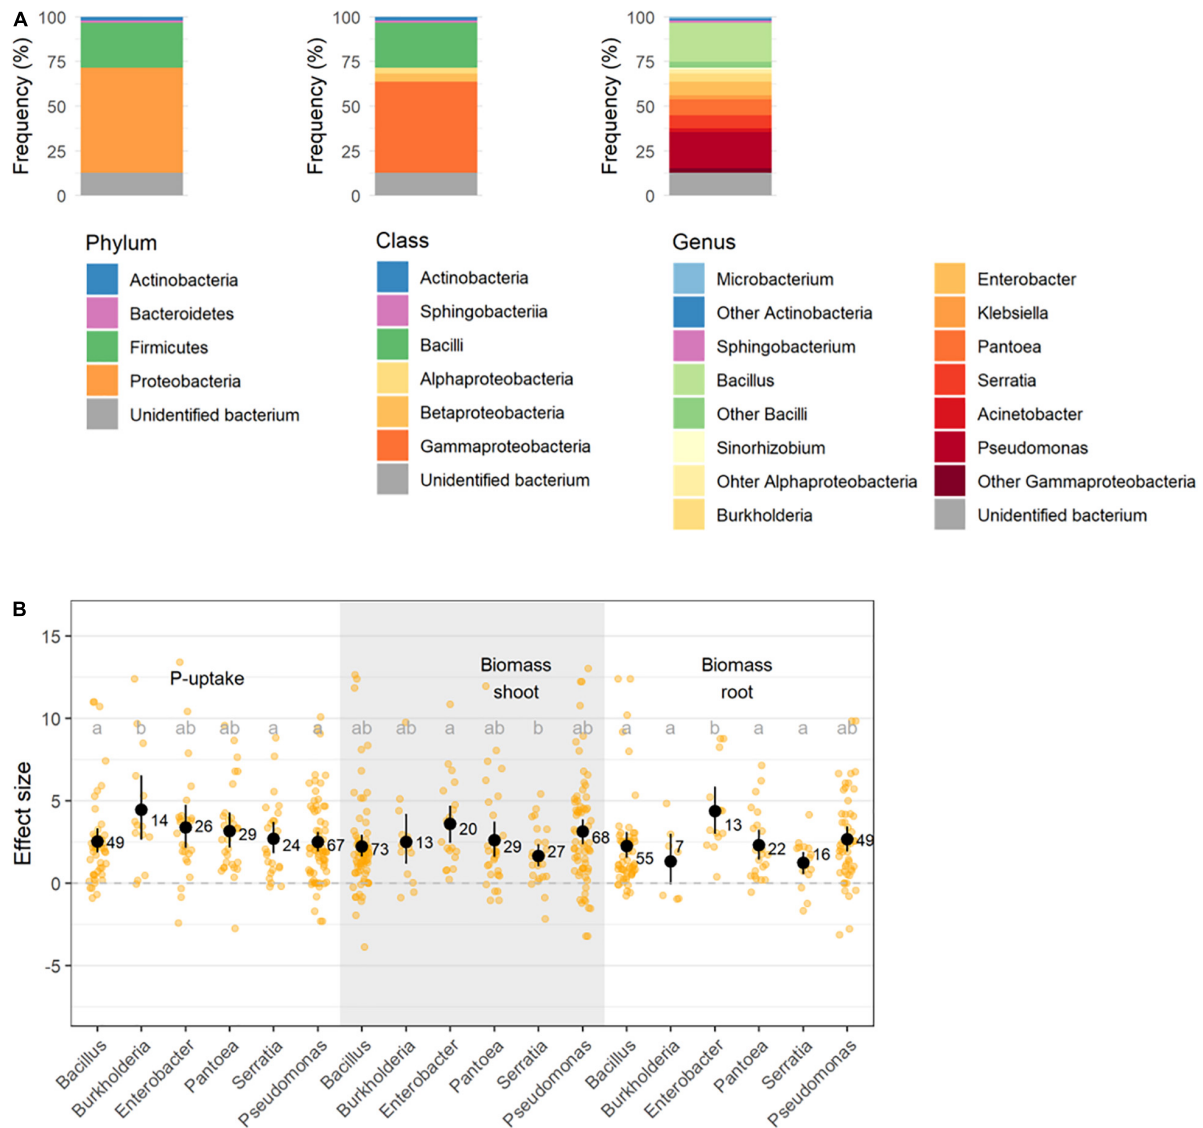 A
Frequency (%)
100
75
50
25
0
Frequency (%)
100
75
50
25
0
Frequency (%)
100
75
50
25
0
Phylum
Actinobacteria
Bacteroidetes
Firmicutes
Proteobacteria
Unidentified bacterium
Class
Actinobacteria
Sphingobacteriia
Bacilli
Alphaproteobacteria
Betaproteobacteria
Gammaproteobacteria
Unidentified bacterium
Genus
Microbacterium
Other Actinobacteria
Sphingobacterium
Bacillus
Other Bacilli
Sinorhizobium
Ohter Alphaproteobacteria
Burkholderia
Enterobacter
Klebsiella
Pantoea
Serratia
Acinetobacter
Pseudomonas
Other Gammaproteobacteria
Unidentified bacterium
B
Effect size
15
10
5
0
-5
P-uptake
Biomass
shoot
Biomass
root
a b ab ab a a ab ab a ab b ab a a b a a ab
49 14 26 29 24 67 73 13 20 29 27 68 55 7 13 22 16 49
Bacillus
Burkholderia
Enterobacter
Pantoea
Serratia
Pseudomonas
Bacillus
Burkholderia
Enterobacter
Pantoea
Serratia
Pseudomonas
Bacillus
Burkholderia
Enterobacter
Pantoea
Serratia
Pseudomonas